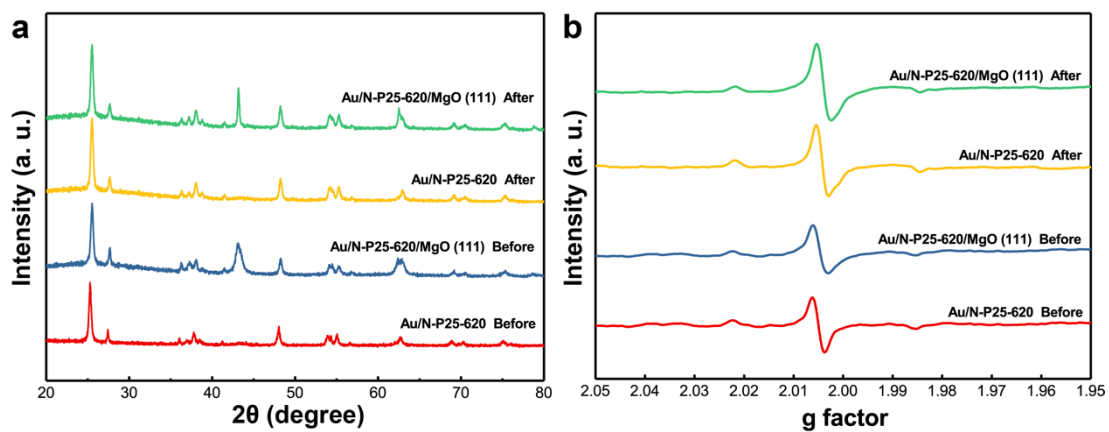 a
Intensity (a. u.)
Au/N-P25-620/MgO (111) After
Au/N-P25-620 After
Au/N-P25-620/MgO (111) Before
Au/N-P25-620 Before
20 30 40 50 60 70 80
2θ (degree)
b
Intensity (a. u.)
Au/N-P25-620/MgO (111) After
Au/N-P25-620 After
Au/N-P25-620/MgO (111) Before
Au/N-P25-620 Before
2.05 2.04 2.03 2.02 2.01 2.00 1.99 1.98 1.97 1.96 1.95
g factor